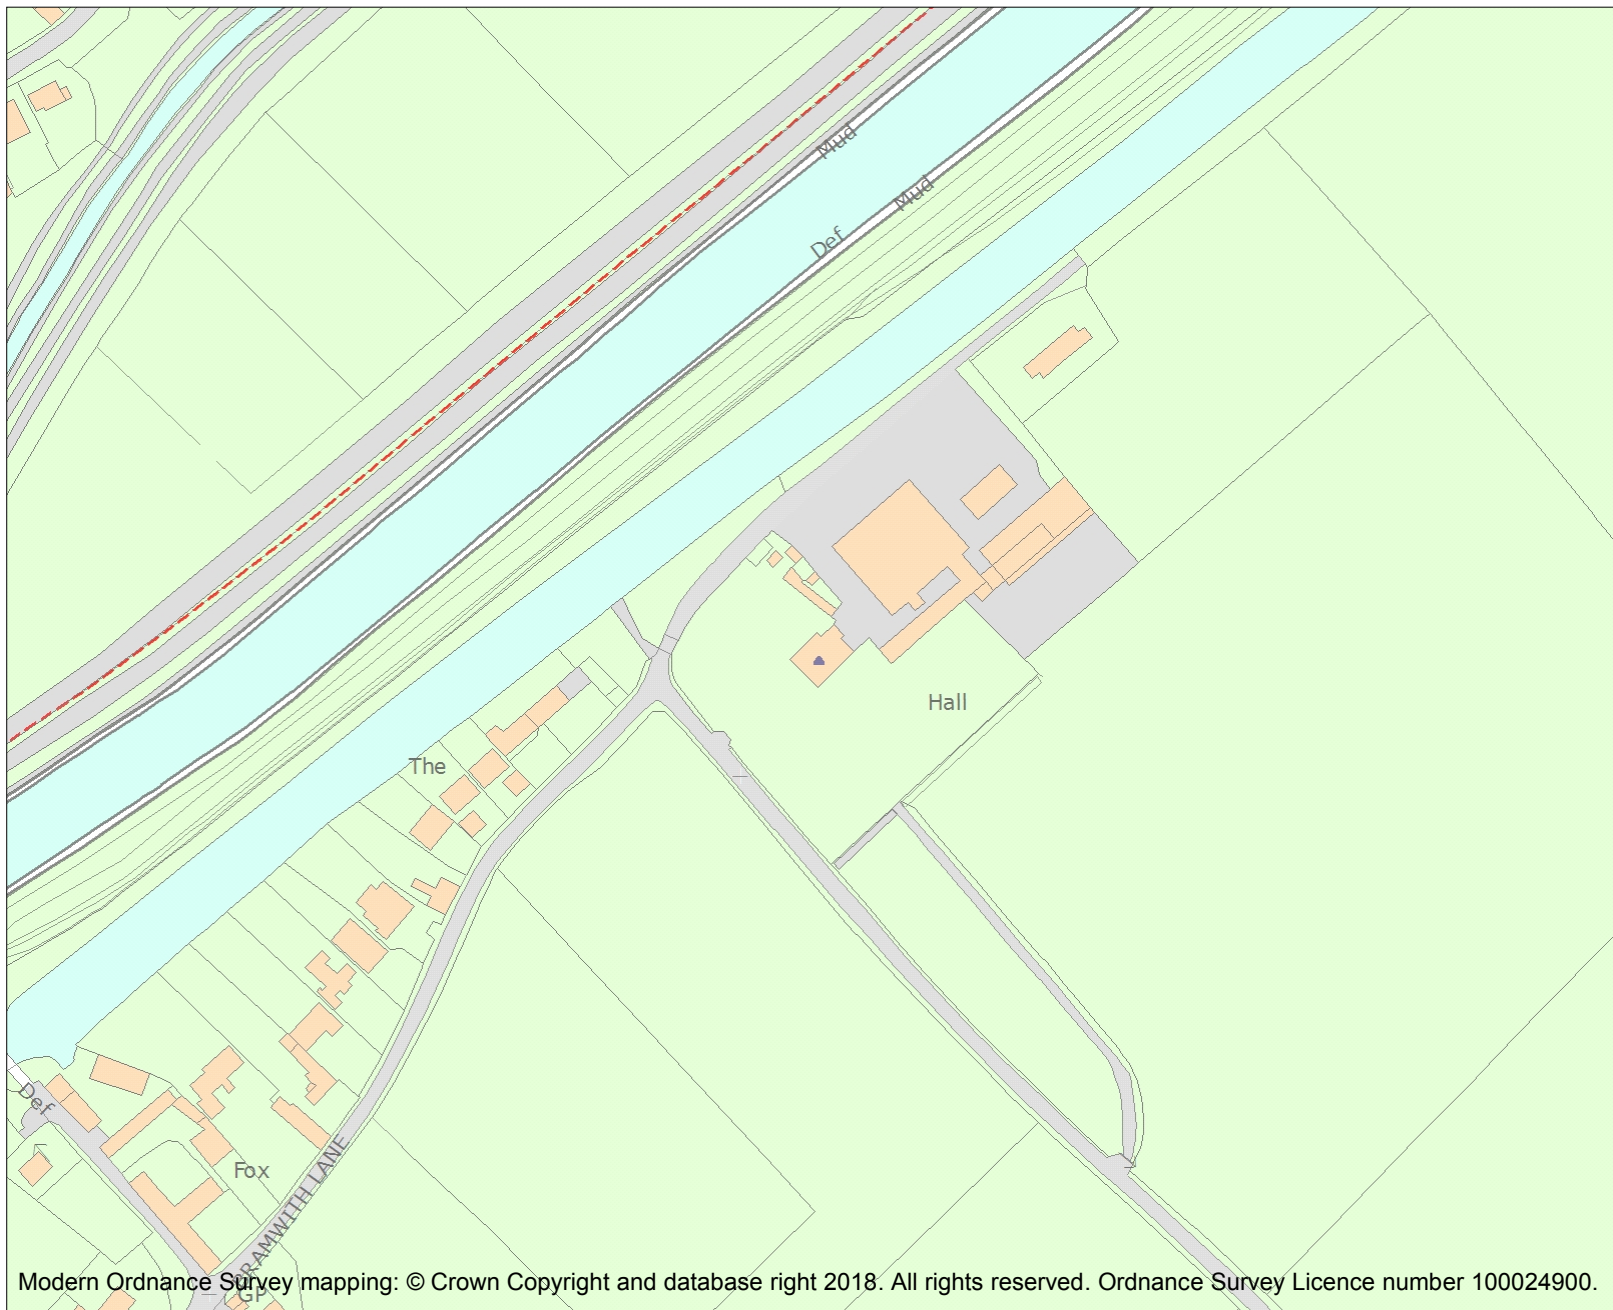 Mud
Mud
Def
Hall
The
Def
Fox
BRAMWITH LANE
GP
Modern Ordnance Survey mapping: © Crown Copyright and database right 2018. All rights reserved. Ordnance Survey Licence number 100024900.